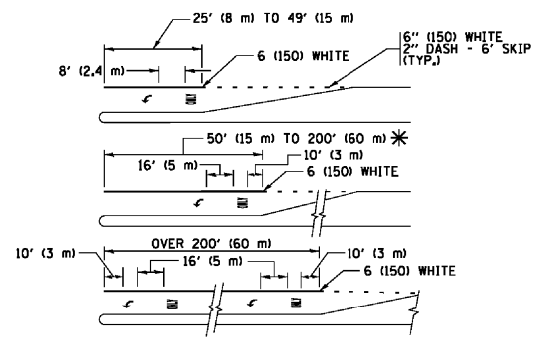 25' (8 m) TO 49' (15 m)
6" (150) WHITE
2" DASH - 6' SKIP
(TYP.)
6 (150) WHITE
8' (2.4 m)
50' (15 m) TO 200' (60 m) *
16' (5 m)
10' (3 m)
6 (150) WHITE
OVER 200' (60 m)
10' (3 m)
16' (5 m)
10' (3 m)
6 (150) WHITE